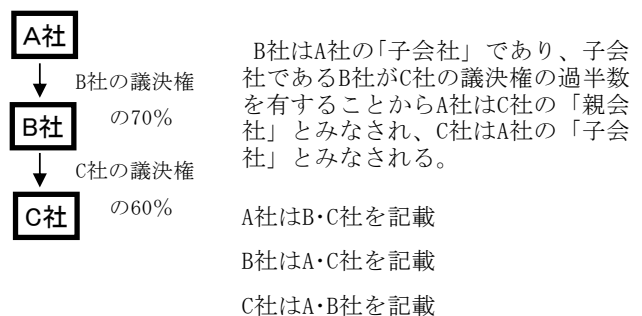 A社
B社の議決権
の70%
B社
C社の議決権
の60%
C社
B社はA社の「子会社」であり、子会
社であるB社がC社の議決権の過半数
を有することからA社はC社の「親会
社」とみなされ、C社はA社の「子会
社」とみなされる。
A社はB・C社を記載
B社はA・C社を記載
C社はA・B社を記載